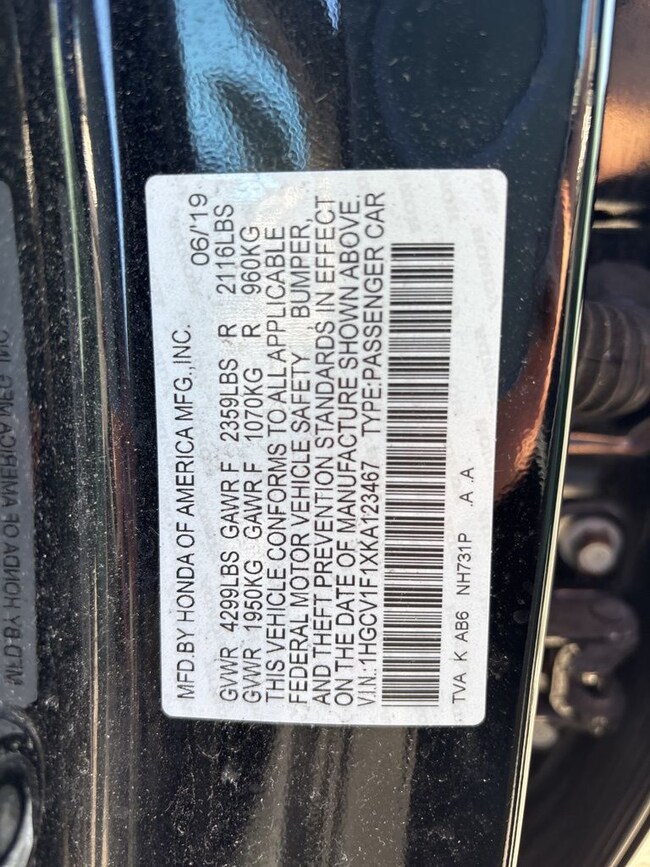 MFD.BY HONDA OF AMERICA MFG.,INC. 06/'19
GVWR 4299LBS GAWR F 2359LBS R 2116LBS
GVWR 1950KG GAWR F 1070KG R 960KG
THIS VEHICLE CONFORMS TO ALL APPLICABLE
FEDERAL MOTOR VEHICLE SAFETY BUMPER,
AND THEFT PREVENTION STANDARDS IN EFFECT
ON THE DATE OF MANUFACTURE SHOWN ABOVE.
V.I.N.:1HGCV1F1XKA123467 TYPE:PASSENGER CAR
TVA K AB6 NH731P .A .A